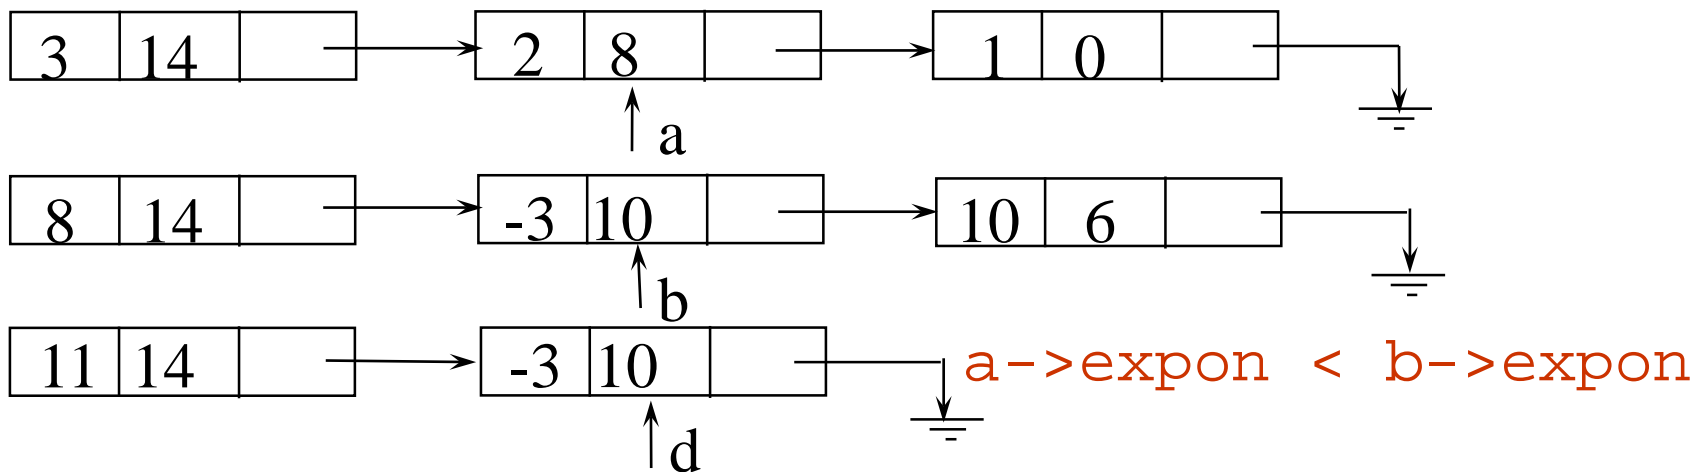 3 14 2 8 1 0
a
8 14 -3 10 10 6
b
11 14 -3 10
a->expon < b->expon
d